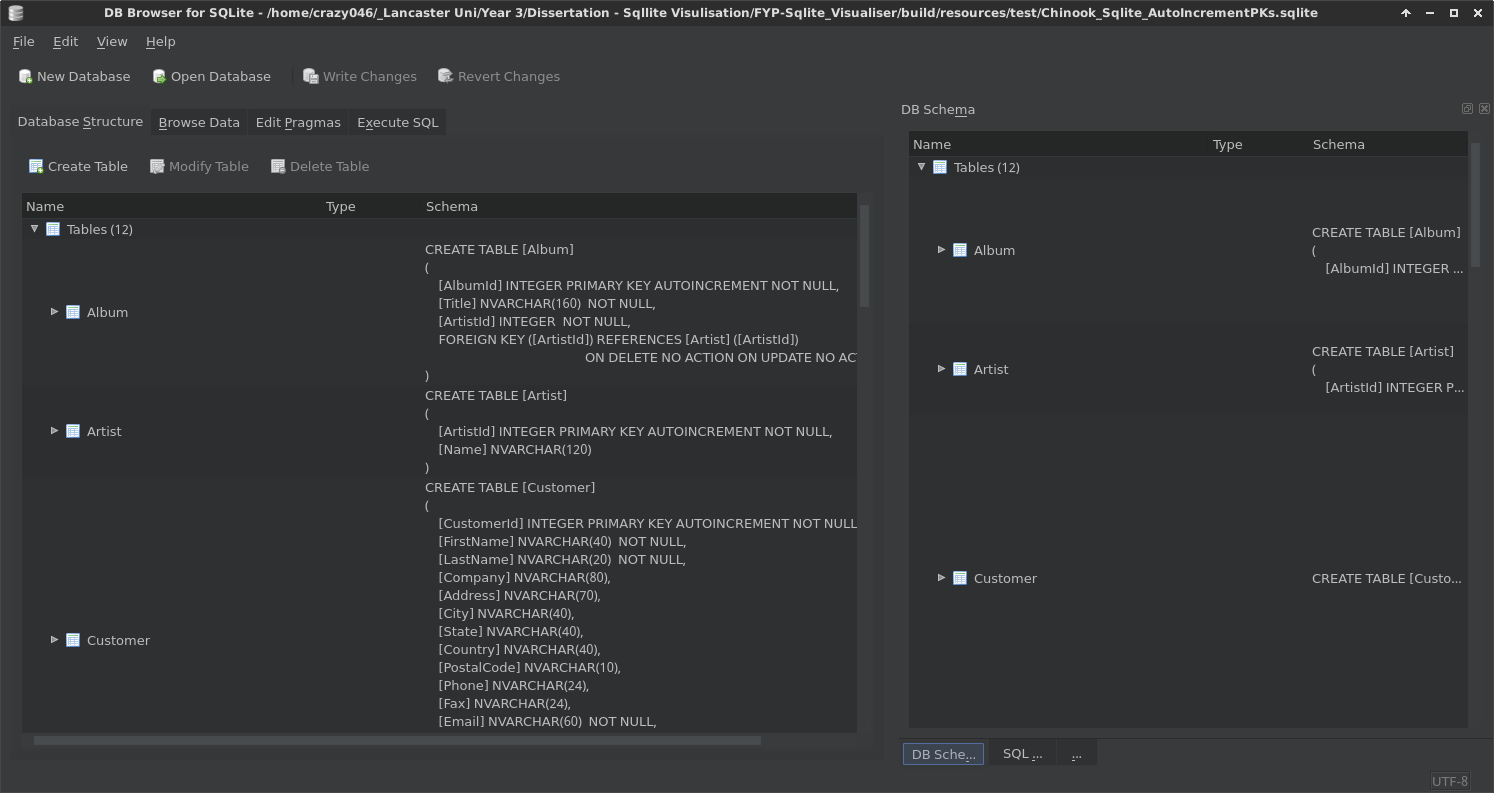 DB Browser for SQLite - /home/crazy046/_Lancaster Uni/Year 3/Dissertation - Sqllite Visulisation/FYP-Sqlite_Visualiser/build/resources/test/Chinook_Sqlite_AutoIncrementPKs.sqlite
File Edit View Help
New Database Open Database Write Changes Revert Changes
Database Structure Browse Data Edit Pragmas Execute SQL
Create Table Modify Table Delete Table
Name Type Schema
Tables (12)
Album
CREATE TABLE [Album]
(
[AlbumId] INTEGER PRIMARY KEY AUTOINCREMENT NOT NULL,
[Title] NVARCHAR(160)  NOT NULL,
[ArtistId] INTEGER  NOT NULL,
FOREIGN KEY ([ArtistId]) REFERENCES [Artist] ([ArtistId])
ON DELETE NO ACTION ON UPDATE NO AC
)
Artist
CREATE TABLE [Artist]
(
[ArtistId] INTEGER PRIMARY KEY AUTOINCREMENT NOT NULL,
[Name] NVARCHAR(120)
)
Customer
CREATE TABLE [Customer]
(
[CustomerId] INTEGER PRIMARY KEY AUTOINCREMENT NOT NULL
[FirstName] NVARCHAR(40)  NOT NULL,
[LastName] NVARCHAR(20)  NOT NULL,
[Company] NVARCHAR(80),
[Address] NVARCHAR(70),
[City] NVARCHAR(40),
[State] NVARCHAR(40),
[Country] NVARCHAR(40),
[PostalCode] NVARCHAR(10),
[Phone] NVARCHAR(24),
[Fax] NVARCHAR(24),
[Email] NVARCHAR(60)  NOT NULL,
DB Schema
Name Type Schema
Tables (12)
Album
CREATE TABLE [Album]
(
[AlbumId] INTEGER ...
Artist
CREATE TABLE [Artist]
(
[ArtistId] INTEGER P...
Customer
CREATE TABLE [Custo...
DB Sche... SQL ... ...
UTF-8